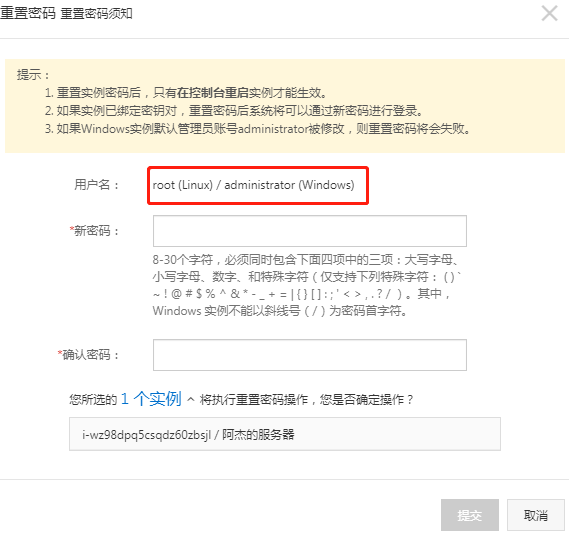 重置密码 重置密码须知
提示：
1. 重置实例密码后，只有在控制台重启实例才能生效。
2. 如果实例已绑定密钥对，重置密码后系统将可以通过新密码进行登录。
3. 如果Windows实例默认管理员账号administrator被修改，则重置密码将会失败。
用户名： root (Linux) / administrator (Windows)
*新密码：
8-30个字符，必须同时包含下面四项中的三项：大写字母、
小写字母、数字、和特殊字符（仅支持下列特殊字符： ( ) `
~ ! @ # $ % ^ & * - _ + = | { } [ ] : ; ' < > , . ? / ）。其中，
Windows 实例不能以斜线号 ( / ) 为密码首字符。
*确认密码：
您所选的 1 个实例 将执行重置密码操作，您是否确定操作？
i-wz98dpq5csqdz60zbsjl / 阿杰的服务器
提交 取消